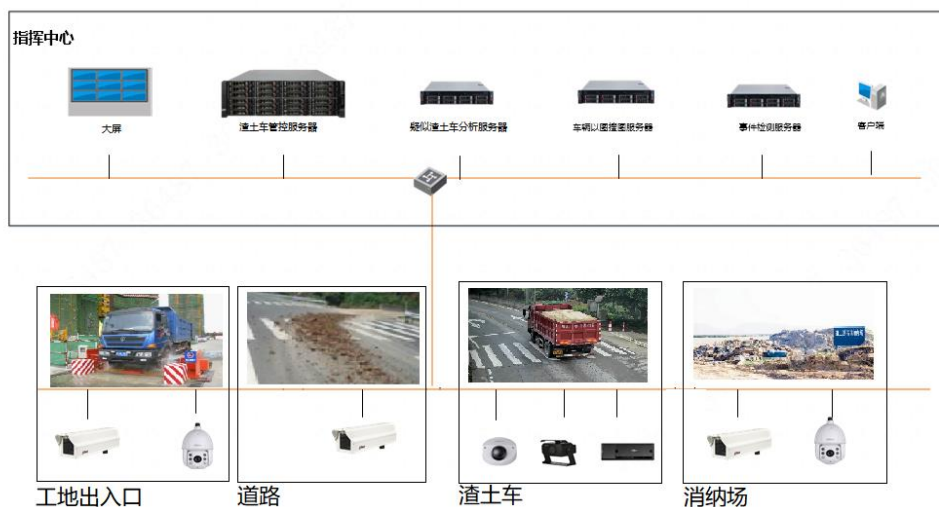 指挥中心
大屏
渣土车管控服务器
疑似渣土车分析服务器
车辆以图搜图服务器
事件检测服务器
客户端
工地出入口
道路
渣土车
消纳场